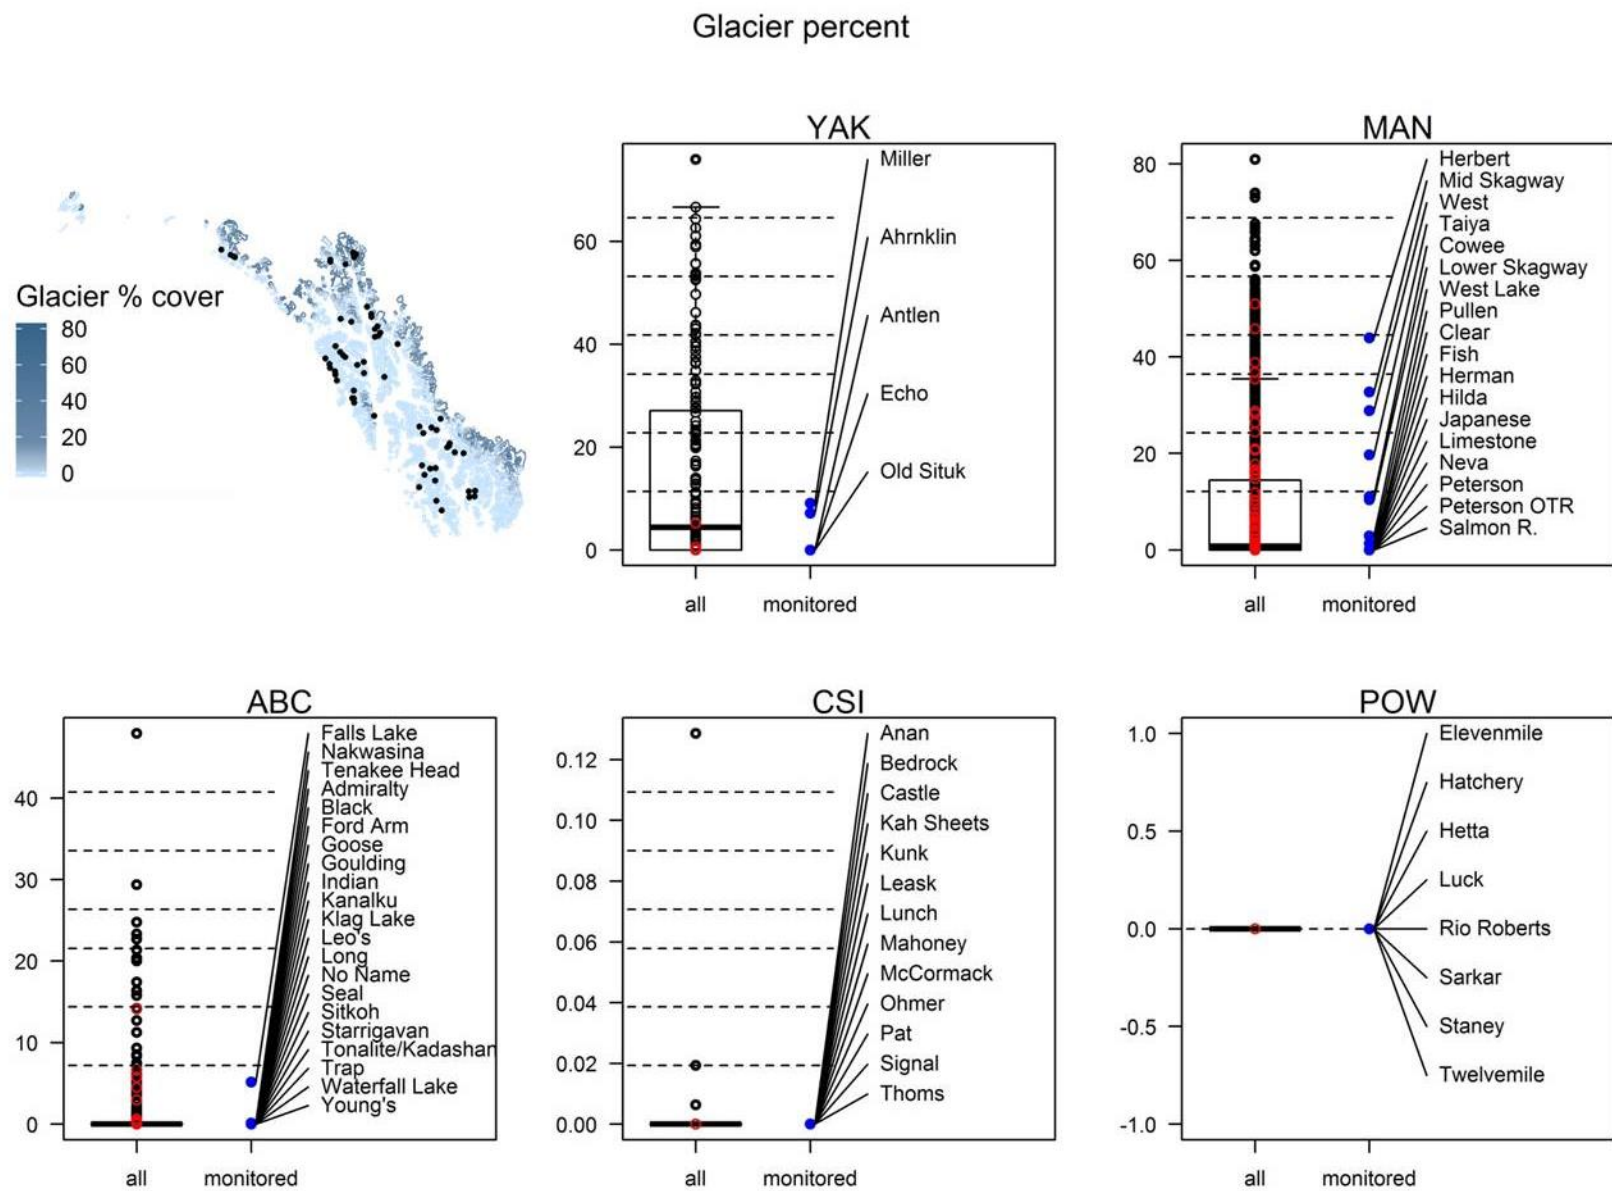 Glacier percent
Glacier % cover
80
60
40
20
0
YAK
60
40
20
0
Miller
Ahrnklin
Antlen
Echo
Old Situk
all
monitored
MAN
80
60
40
20
0
Herbert
Mid Skagway
West
Taiya
Cowee
Lower Skagway
West Lake
Pullen
Clear
Fish
Herman
Hilda
Japanese
Limestone
Neva
Peterson
Peterson OTR
Salmon R.
all
monitored
ABC
40
30
20
10
0
Falls Lake
Nakwasina
Tenakee Head
Admiralty
Black
Ford Arm
Goose
Goulding
Indian
Kanalku
Klag Lake
Leo's
Long
No Name
Seal
Sitkoh
Starrigavan
Tonalite/Kadashan
Trap
Waterfall Lake
Young's
all
monitored
CSI
0.12
0.10
0.08
0.06
0.04
0.02
0.00
Anan
Bedrock
Castle
Kah Sheets
Kunk
Leask
Lunch
Mahoney
McCormack
Ohmer
Pat
Signal
Thoms
all
monitored
POW
1.0
0.5
0.0
-0.5
-1.0
Elevenmile
Hatchery
Hetta
Luck
Rio Roberts
Sarkar
Staney
Twelvemile
all
monitored